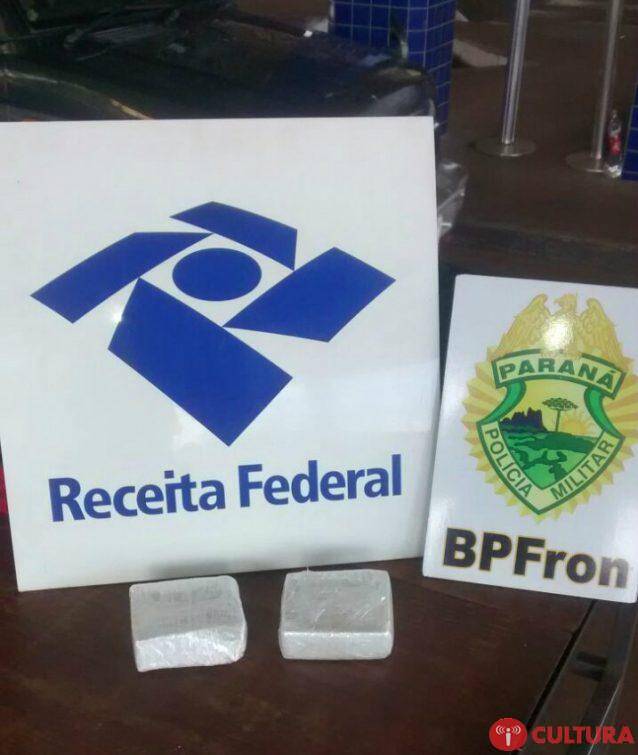 Receita Federal
PARANÁ
POLÍCIA MILITAR
BPFron
CULTURA